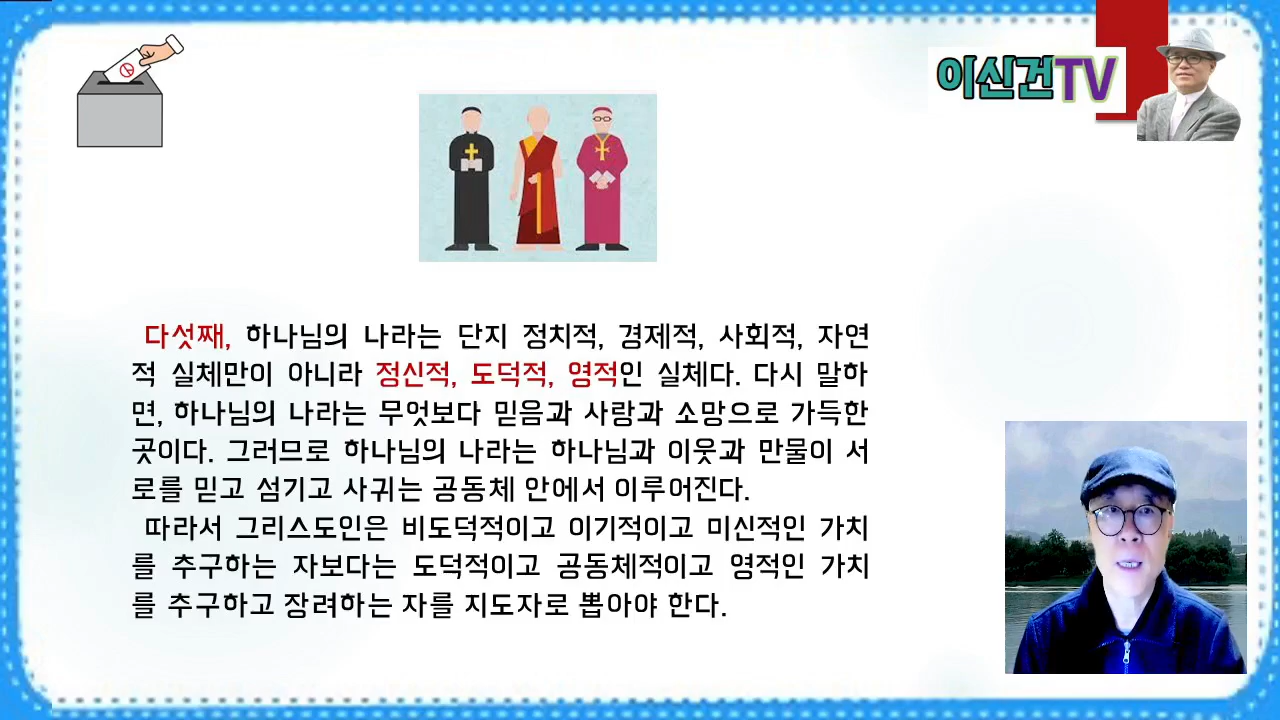 이신건TV
다섯째, 하나님의 나라는 단지 정치적, 경제적, 사회적, 자연
적 실체만이 아니라 정신적, 도덕적, 영적인 실체다. 다시 말하
면, 하나님의 나라는 무엇보다 믿음과 사랑과 소망으로 가득한
곳이다. 그러므로 하나님의 나라는 하나님과 이웃과 만물이 서
로를 믿고 섬기고 사귀는 공동체 안에서 이루어진다.
따라서 그리스도인은 비도덕적이고 이기적이고 미신적인 가치
를 추구하는 자보다는 도덕적이고 공동체적이고 영적인 가치
를 추구하고 장려하는 자를 지도자로 뽑아야 한다.